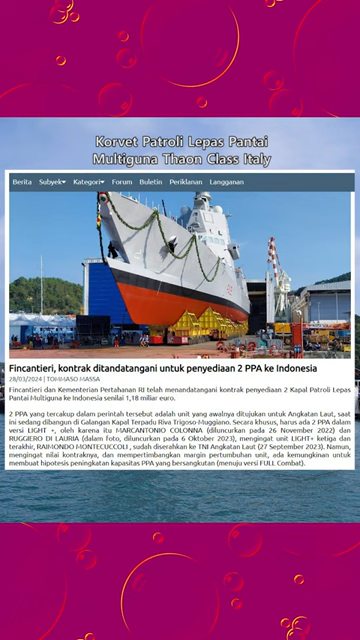 Korvet Patroli Lepas Pantai
Multiguna Thaon Class Italy
Berita Subyek Kategori Forum Buletin Periklanan Langganan
Fincantieri, kontrak ditandatangani untuk penyediaan 2 PPA ke Indonesia
28/03/2024 | TOMMASO MASSA
Fincantieri dan Kementerian Pertahanan RI telah menandatangani kontrak penyediaan 2 Kapal Patroli Lepas
Pantai Multiguna ke Indonesia senilai 1,18 miliar euro.
2 PPA yang tercakup dalam perintah tersebut adalah unit yang awalnya ditujukan untuk Angkatan Laut, saat
ini sedang dibangun di Galangan Kapal Terpadu Riva Trigoso-Muggiano. Secara khusus, harus ada 2 PPA dalam
versi LIGHT +, oleh karena itu MARCANTONIO COLONNA (diluncurkan pada 26 November 2022) dan
RUGGIERO DI LAURIA (dalam foto, diluncurkan pada 6 Oktober 2023), mengingat unit LIGHT+ ketiga dan
terakhir, RAIMONDO MONTECUCCOLI , sudah diserahkan ke TNI Angkatan Laut (27 September 2023). Namun,
mengingat nilai kontraknya, dan mempertimbangkan margin pertumbuhan unit, ada kemungkinan untuk
membuat hipotesis peningkatan kapasitas PPA yang bersangkutan (menuju versi FULL Combat).